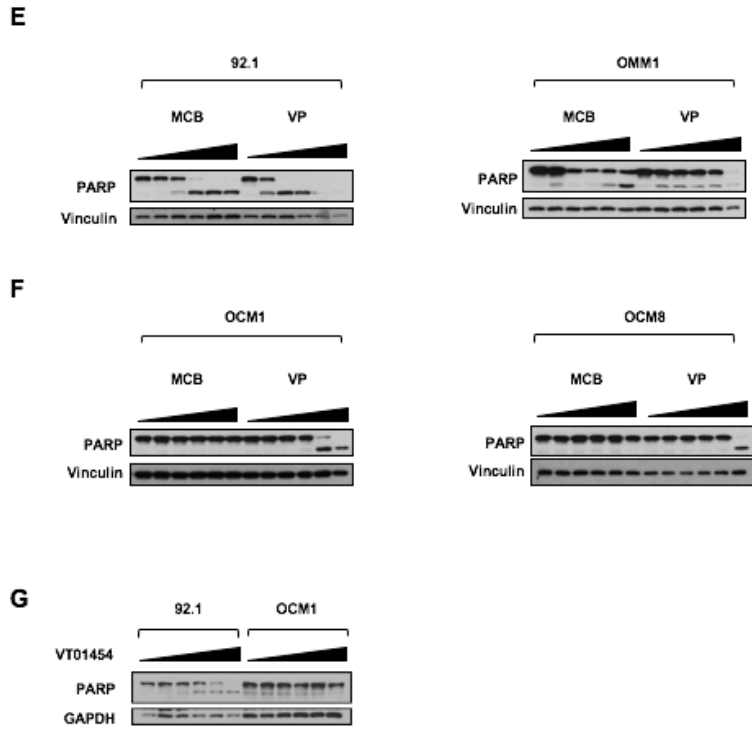 E
92.1
OMM1
MCB VP
MCB VP
PARP
PARP
Vinculin
Vinculin
F
OCM1
OCM8
MCB VP
MCB VP
PARP
PARP
Vinculin
Vinculin
G
92.1 OCM1
VT01454
PARP
GAPDH